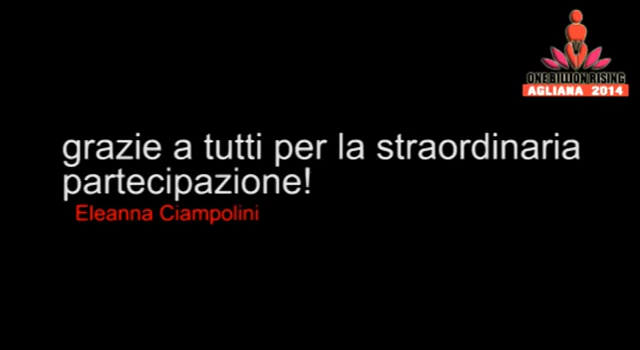 ONE BILLION RISING
AGLIANA 2014
grazie a tutti per la straordinaria
partecipazione!
Eleanna Ciampolini